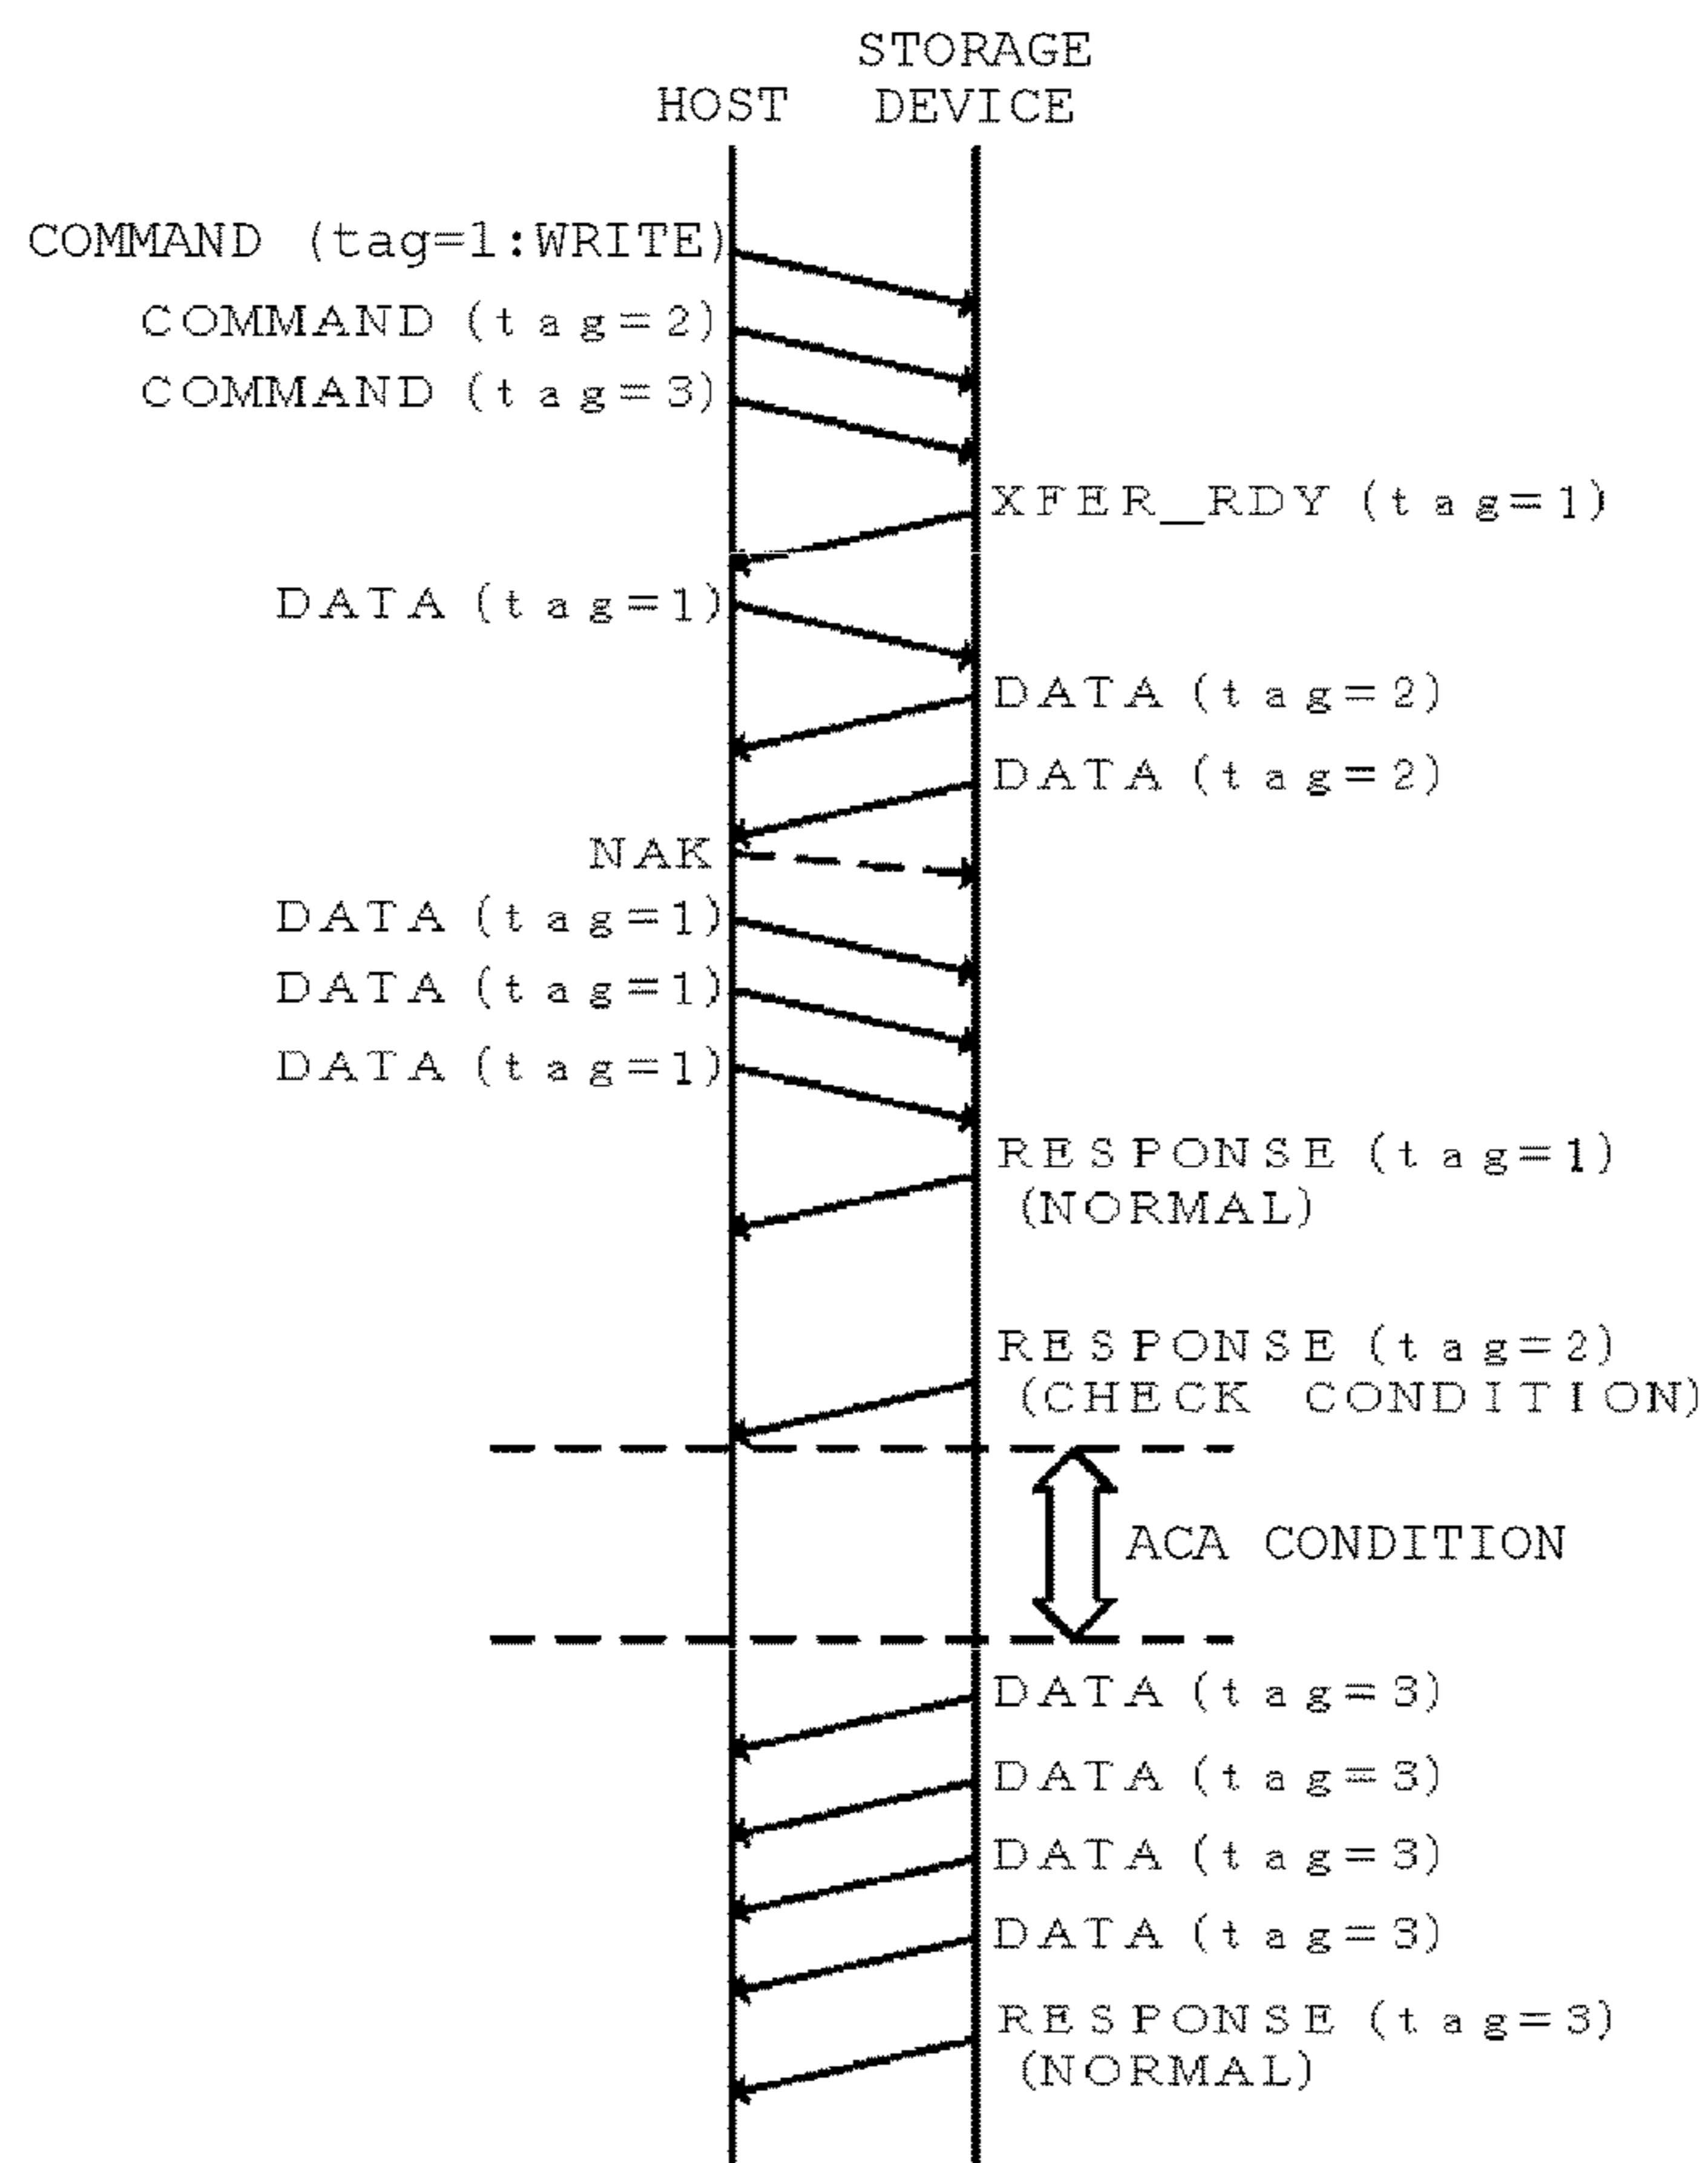 STORAGE
HOST DEVICE
COMMAND (tag=1:WRITE)
COMMAND (tag=2)
COMMAND (tag=3)
XFER_RDY (tag=1)
DATA (tag=1)
DATA (tag=2)
DATA (tag=2)
NAK
DATA (tag=1)
DATA (tag=1)
DATA (tag=1)
RESPONSE (tag=1)
(NORMAL)
RESPONSE (tag=2)
(CHECK CONDITION)
ACA CONDITION
DATA (tag=3)
DATA (tag=3)
DATA (tag=3)
DATA (tag=3)
RESPONSE (tag=3)
(NORMAL)